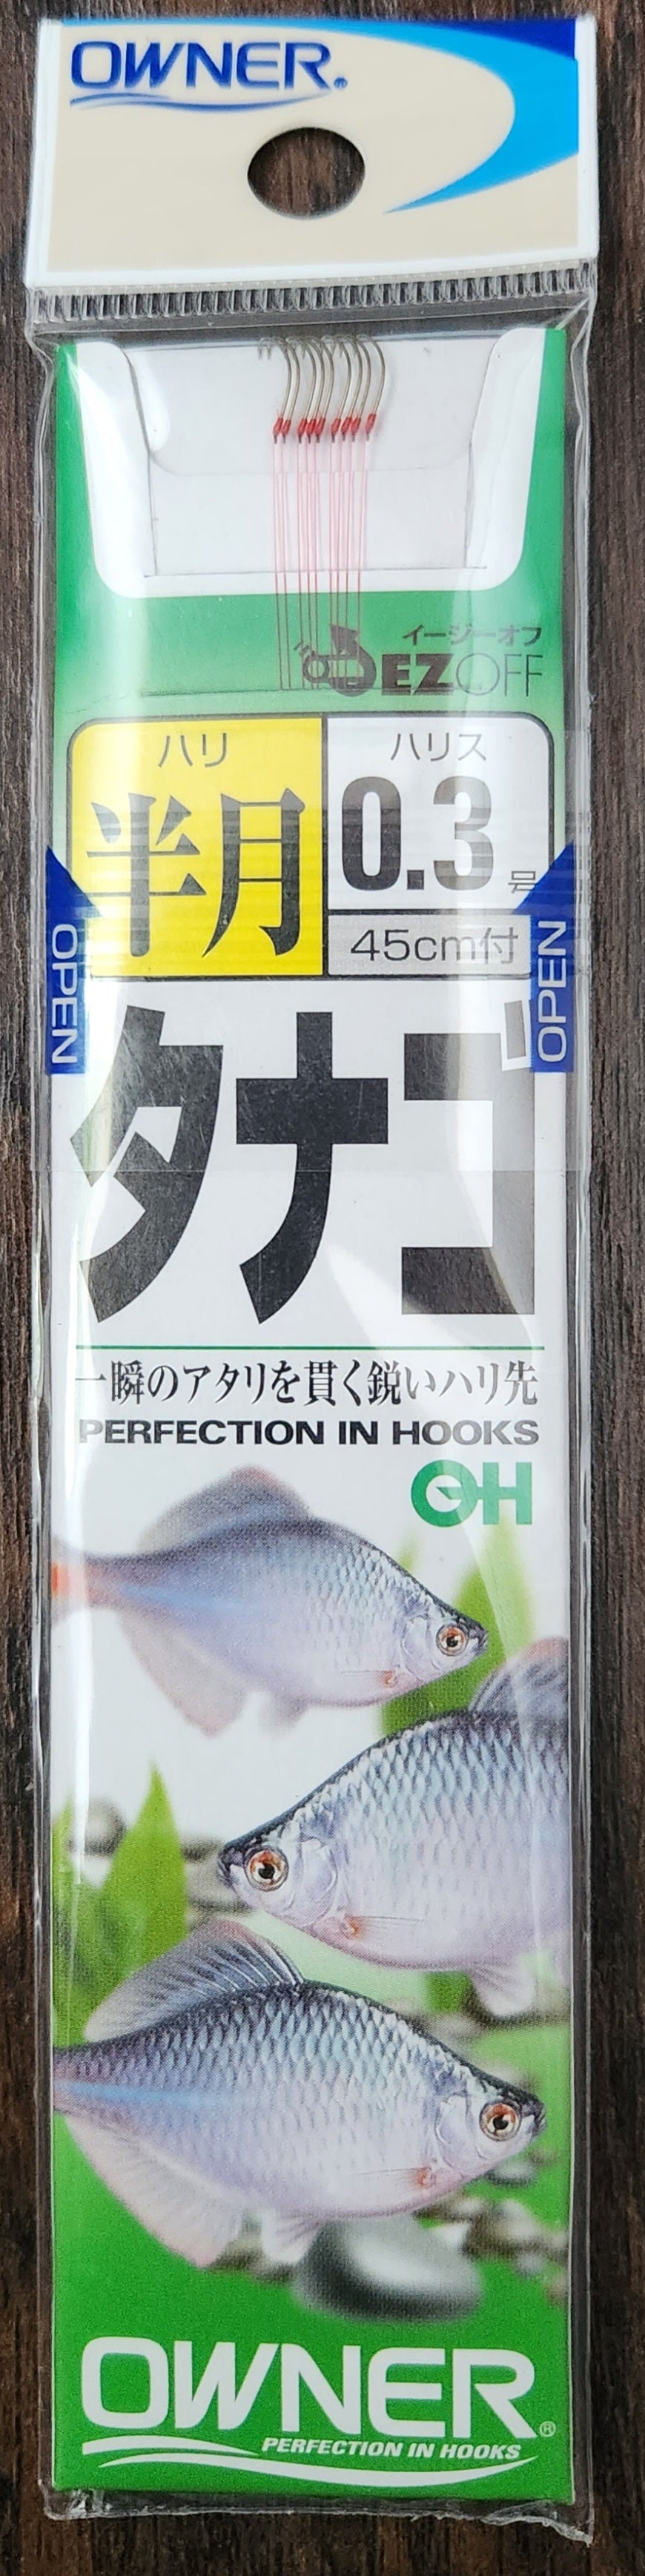 OWNER®
イージーオフ
EZOFF
ハリ
半月
ハリス
0.3号
45cm付
OPEN
OPEN
タナゴ
一瞬のアタリを貫く鋭いハリ先
PERFECTION IN HOOKS
OH
OWNER®
PERFECTION IN HOOKS